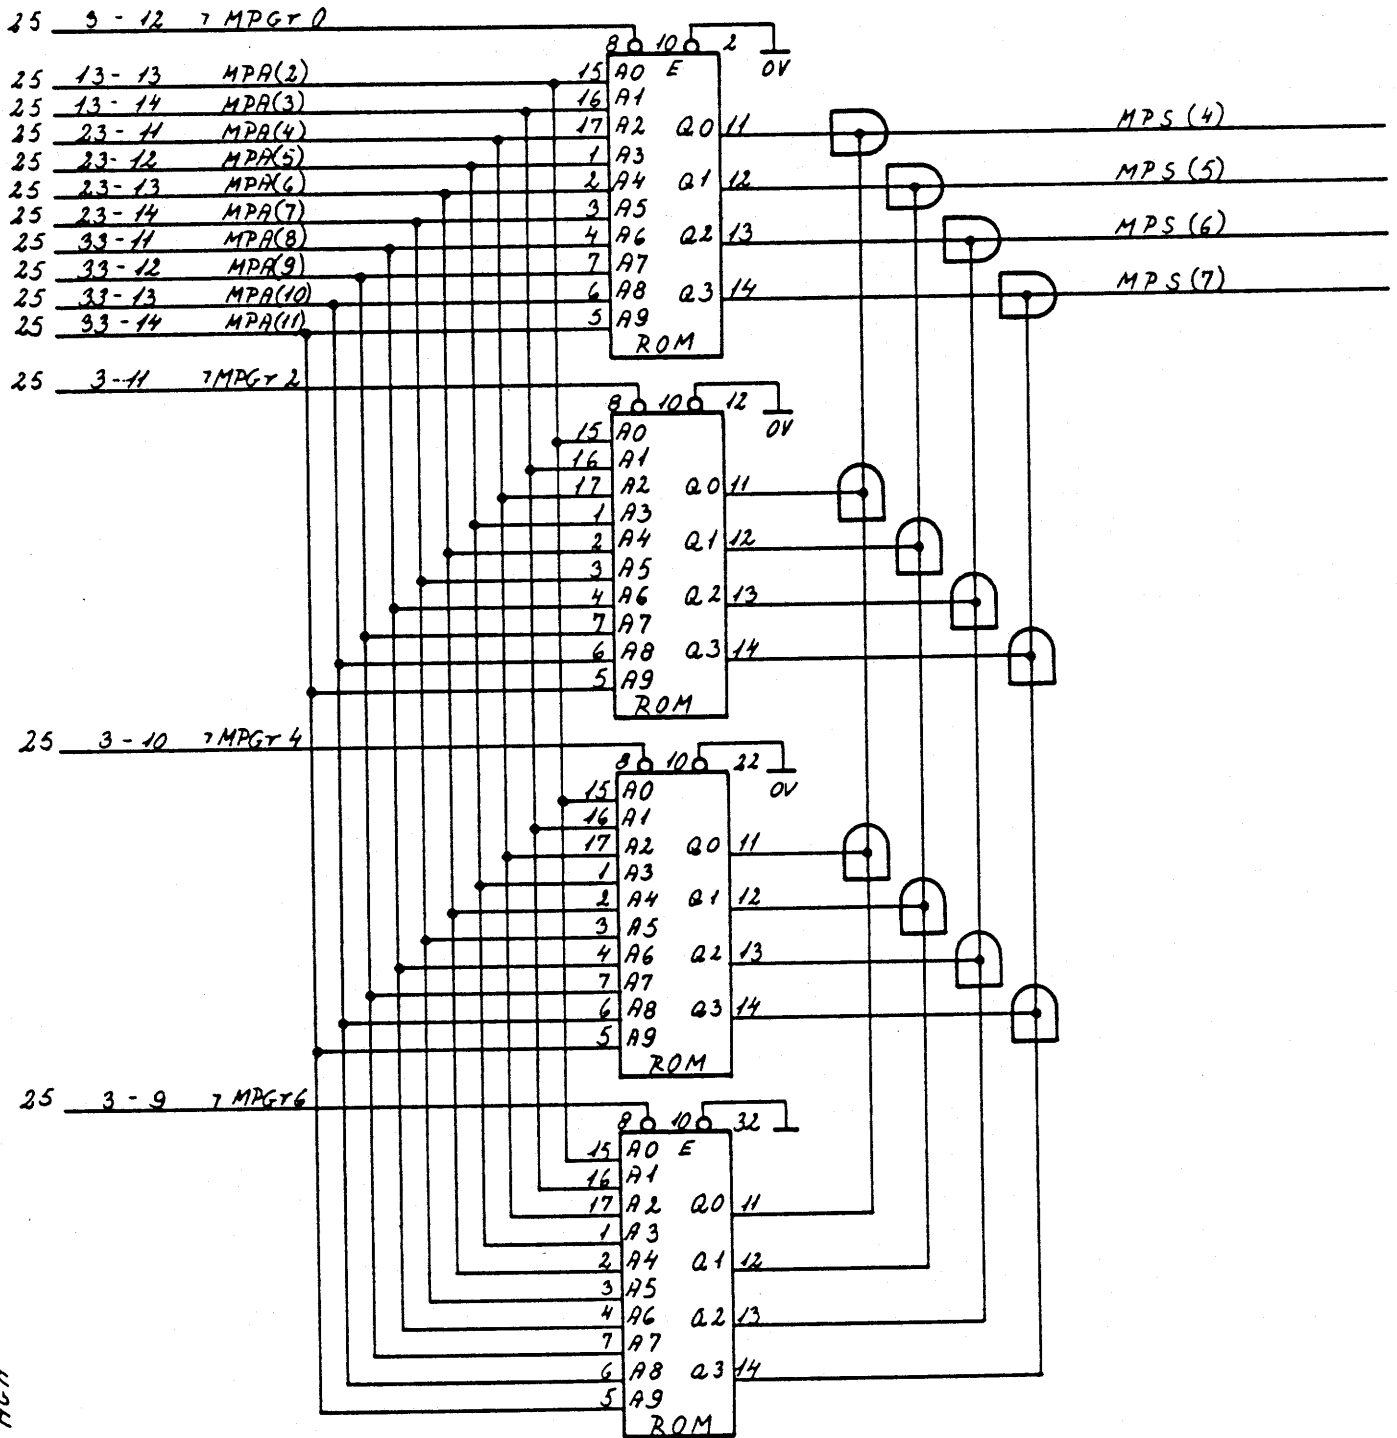 25 3-12 ¬MPGr 0
8 10 2
0V
25 13-13 MPA(2) 15 A0 E
25 13-14 MPA(3) 16 A1
25 23-11 MPA(4) 17 A2 Q0 11 MPS(4)
25 23-12 MPA(5) 1 A3
25 23-13 MPA(6) 2 A4 Q1 12 MPS(5)
25 23-14 MPA(7) 3 A5
25 33-11 MPA(8) 4 A6 Q2 13 MPS(6)
25 33-12 MPA(9) 7 A7
25 33-13 MPA(10) 6 A8 Q3 14 MPS(7)
25 33-14 MPA(11) 5 A9
ROM
25 3-11 ¬MPGr 2
8 10 12
0V
15 A0
16 A1
17 A2 Q0 11
1 A3
2 A4 Q1 12
3 A5
4 A6 Q2 13
7 A7
6 A8 Q3 14
5 A9
ROM
25 3-10 ¬MPGr 4
8 10 22
0V
15 A0
16 A1
17 A2 Q0 11
1 A3
2 A4 Q1 12
3 A5
4 A6 Q2 13
7 A7
6 A8 Q3 14
5 A9
ROM
25 3-9 ¬MPGr 6
8 10 32
15 A0 E
16 A1
17 A2 Q0 11
1 A3
2 A4 Q1 12
3 A5
4 A6 Q2 13
7 A7
6 A8 Q3 14
5 A9
ROM